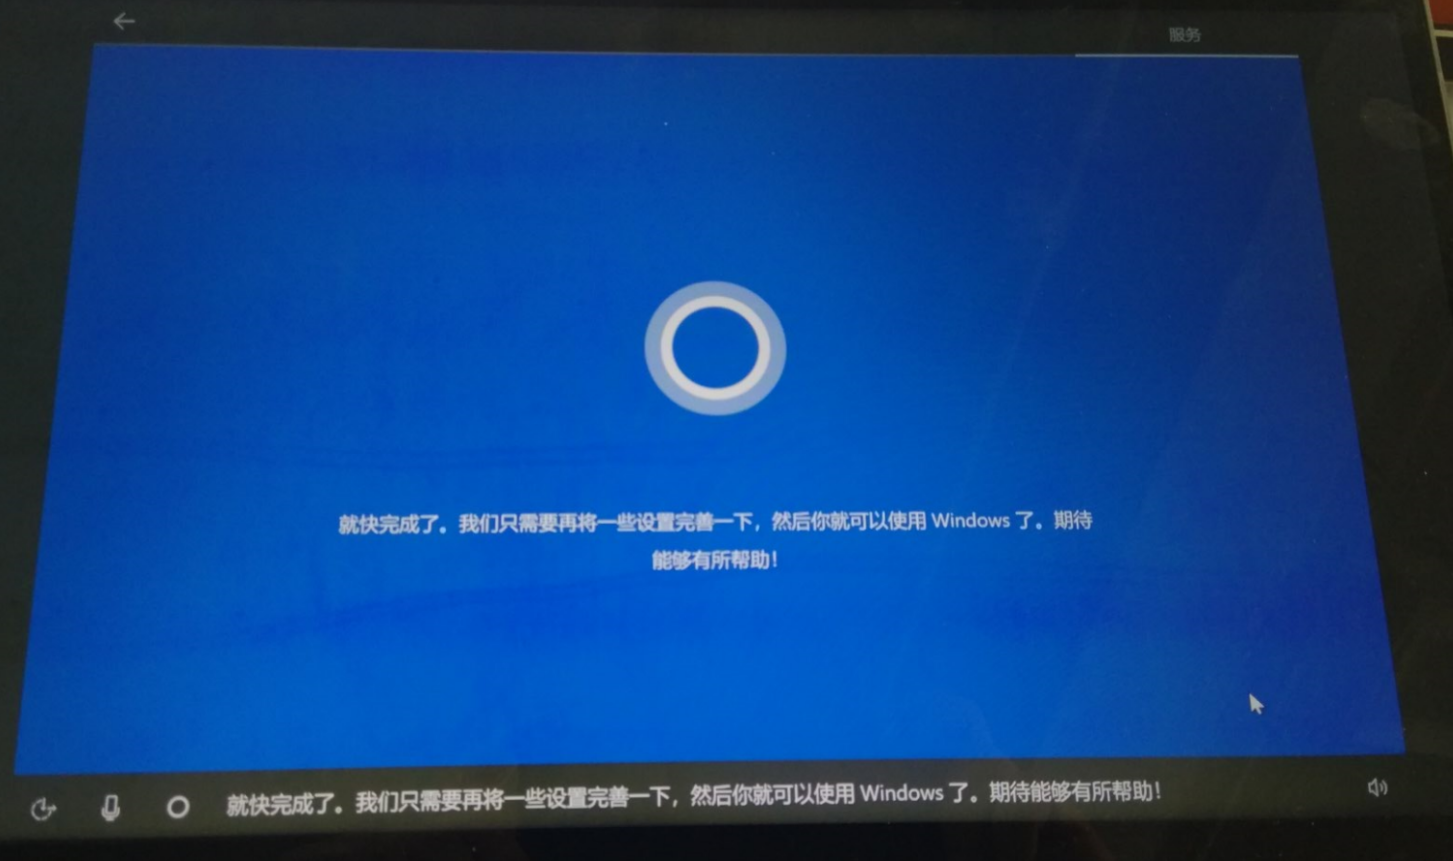 服务
就快完成了。我们只需要再将一些设置完善一下，然后你就可以使用 Windows 了。期待
能够有所帮助！
就快完成了。我们只需要再将一些设置完善一下，然后你就可以使用 Windows 了。期待能够有所帮助！